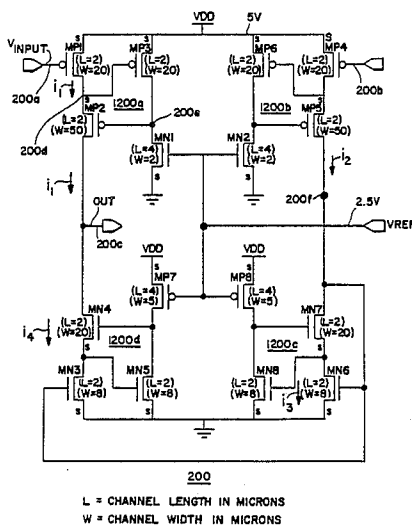 VDD 5V
VINPUT
S S S S
MP1 MP3 MP6 MP4
(L=2) (W=20) (L=2) (W=20) (L=2) (W=20) (L=2) (W=20)
200a 200b
i1 1200a 200e 1200b
200d
MP2 MP5
(L=2) (W=50) (L=2) (W=50)
MN1 MN2
(L=4) (W=2) (L=4) (W=2)
i2
S S
i1 200f
OUT 2.5V
200c VREF
VDD VDD
S S
MP7 MP8
(L=4) (W=5) (L=4) (W=5)
i4 MN4 MN7
(L=2) (W=20) 1200d 1200c (L=2) (W=20)
S S
MN3 MN5 MN8 MN6
(L=2) (W=8) (L=2) (W=8) (L=2) (W=8) i3 (L=2) (W=8)
S S S S
200
L = CHANNEL LENGTH IN MICRONS
W = CHANNEL WIDTH IN MICRONS